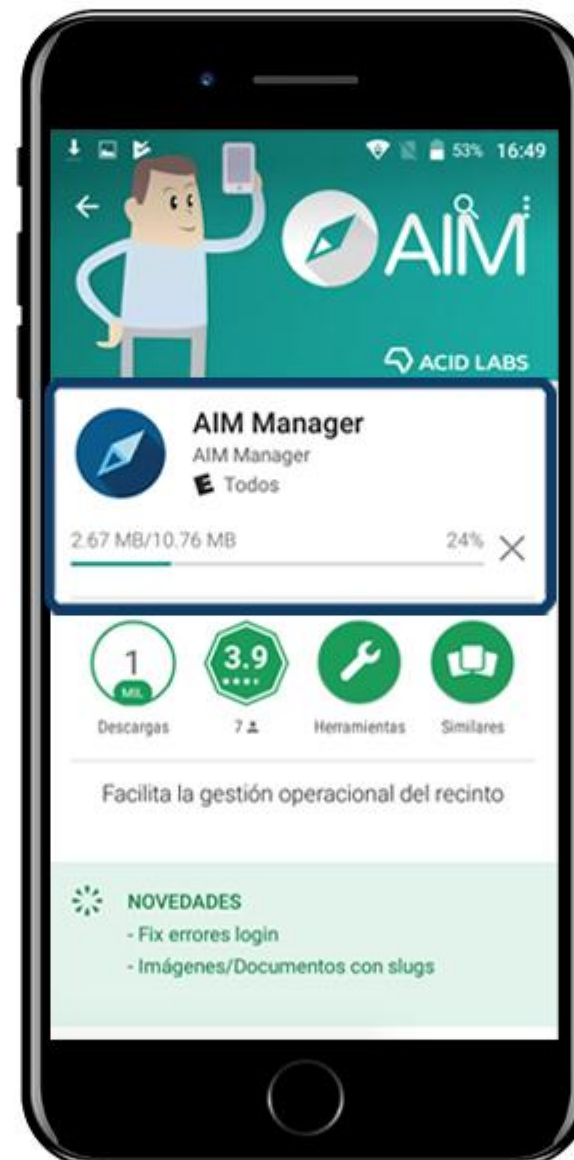 53% 16:49
AIM
ACID LABS
AIM Manager
AIM Manager
E Todos
2.67 MB/10.76 MB 24%
1
MIL
3.9
Descargas 7 Herramientas Similares
Facilita la gestión operacional del recinto
NOVEDADES
- Fix errores login
- Imágenes/Documentos con slugs